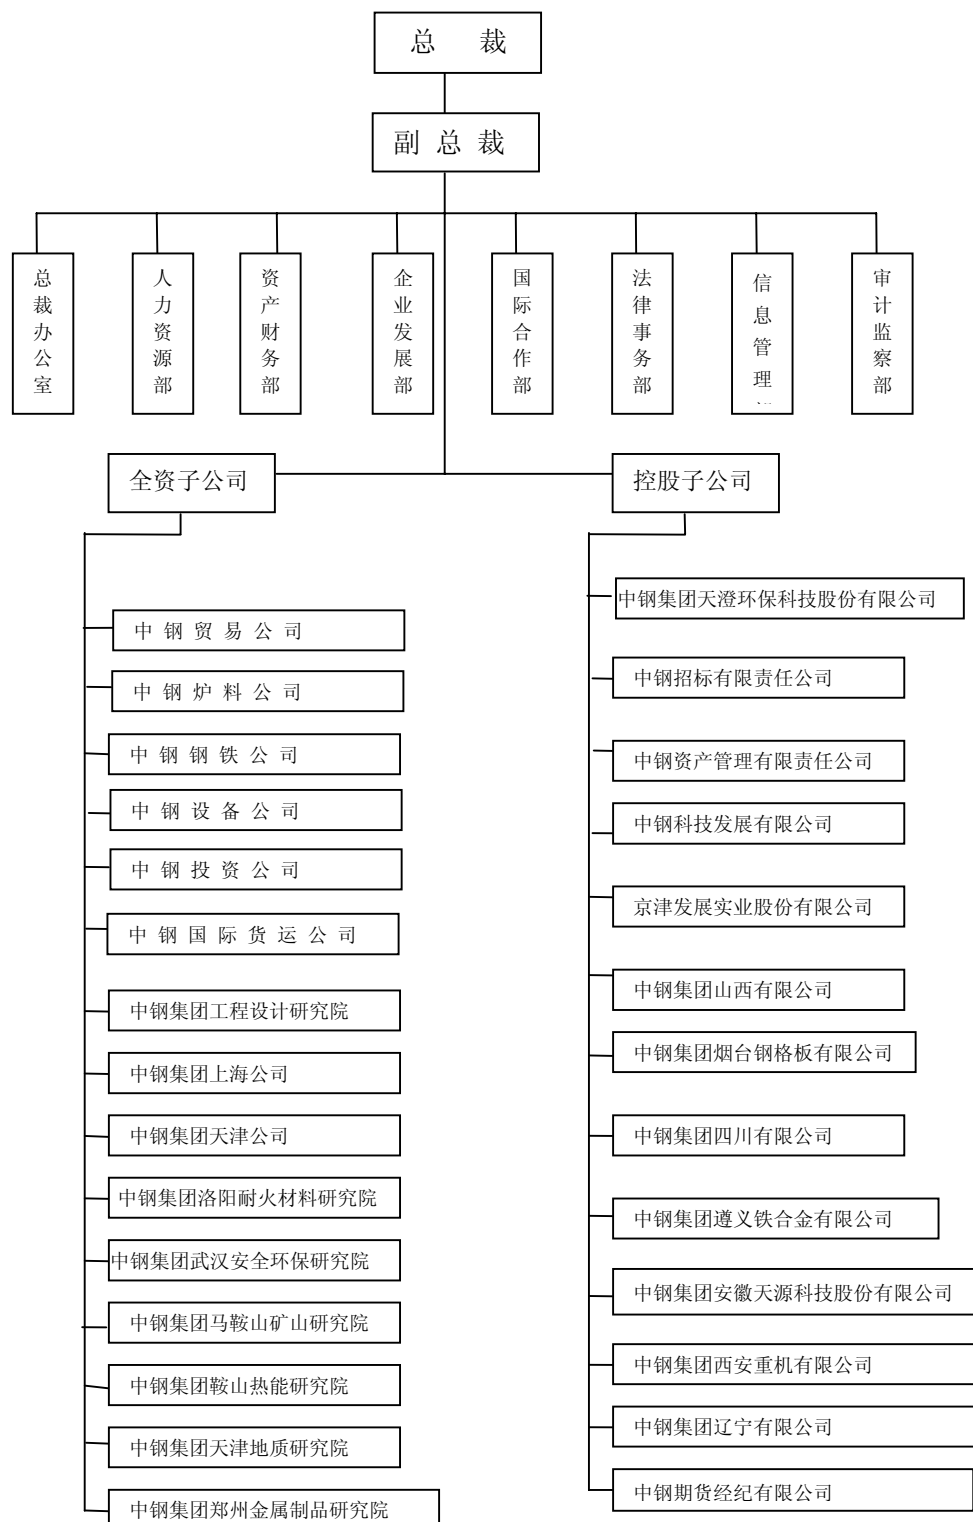 总 裁
副 总 裁
总裁办公室
人力资源部
资产财务部
企业发展部
国际合作部
法律事务部
信息管理
审计监察部
全资子公司
控股子公司
中 钢 贸 易 公 司
中 钢 炉 料 公 司
中 钢 钢 铁 公 司
中 钢 设 备 公 司
中 钢 投 资 公 司
中 钢 国 际 货 运 公 司
中钢集团工程设计研究院
中钢集团上海公司
中钢集团天津公司
中钢集团洛阳耐火材料研究院
中钢集团武汉安全环保研究院
中钢集团马鞍山矿山研究院
中钢集团鞍山热能研究院
中钢集团天津地质研究院
中钢集团郑州金属制品研究院
中钢集团天澄环保科技股份有限公司
中钢招标有限责任公司
中钢资产管理有限责任公司
中钢科技发展有限公司
京津发展实业股份有限公司
中钢集团山西有限公司
中钢集团烟台钢格板有限公司
中钢集团四川有限公司
中钢集团遵义铁合金有限公司
中钢集团安徽天源科技股份有限公司
中钢集团西安重机有限公司
中钢集团辽宁有限公司
中钢期货经纪有限公司